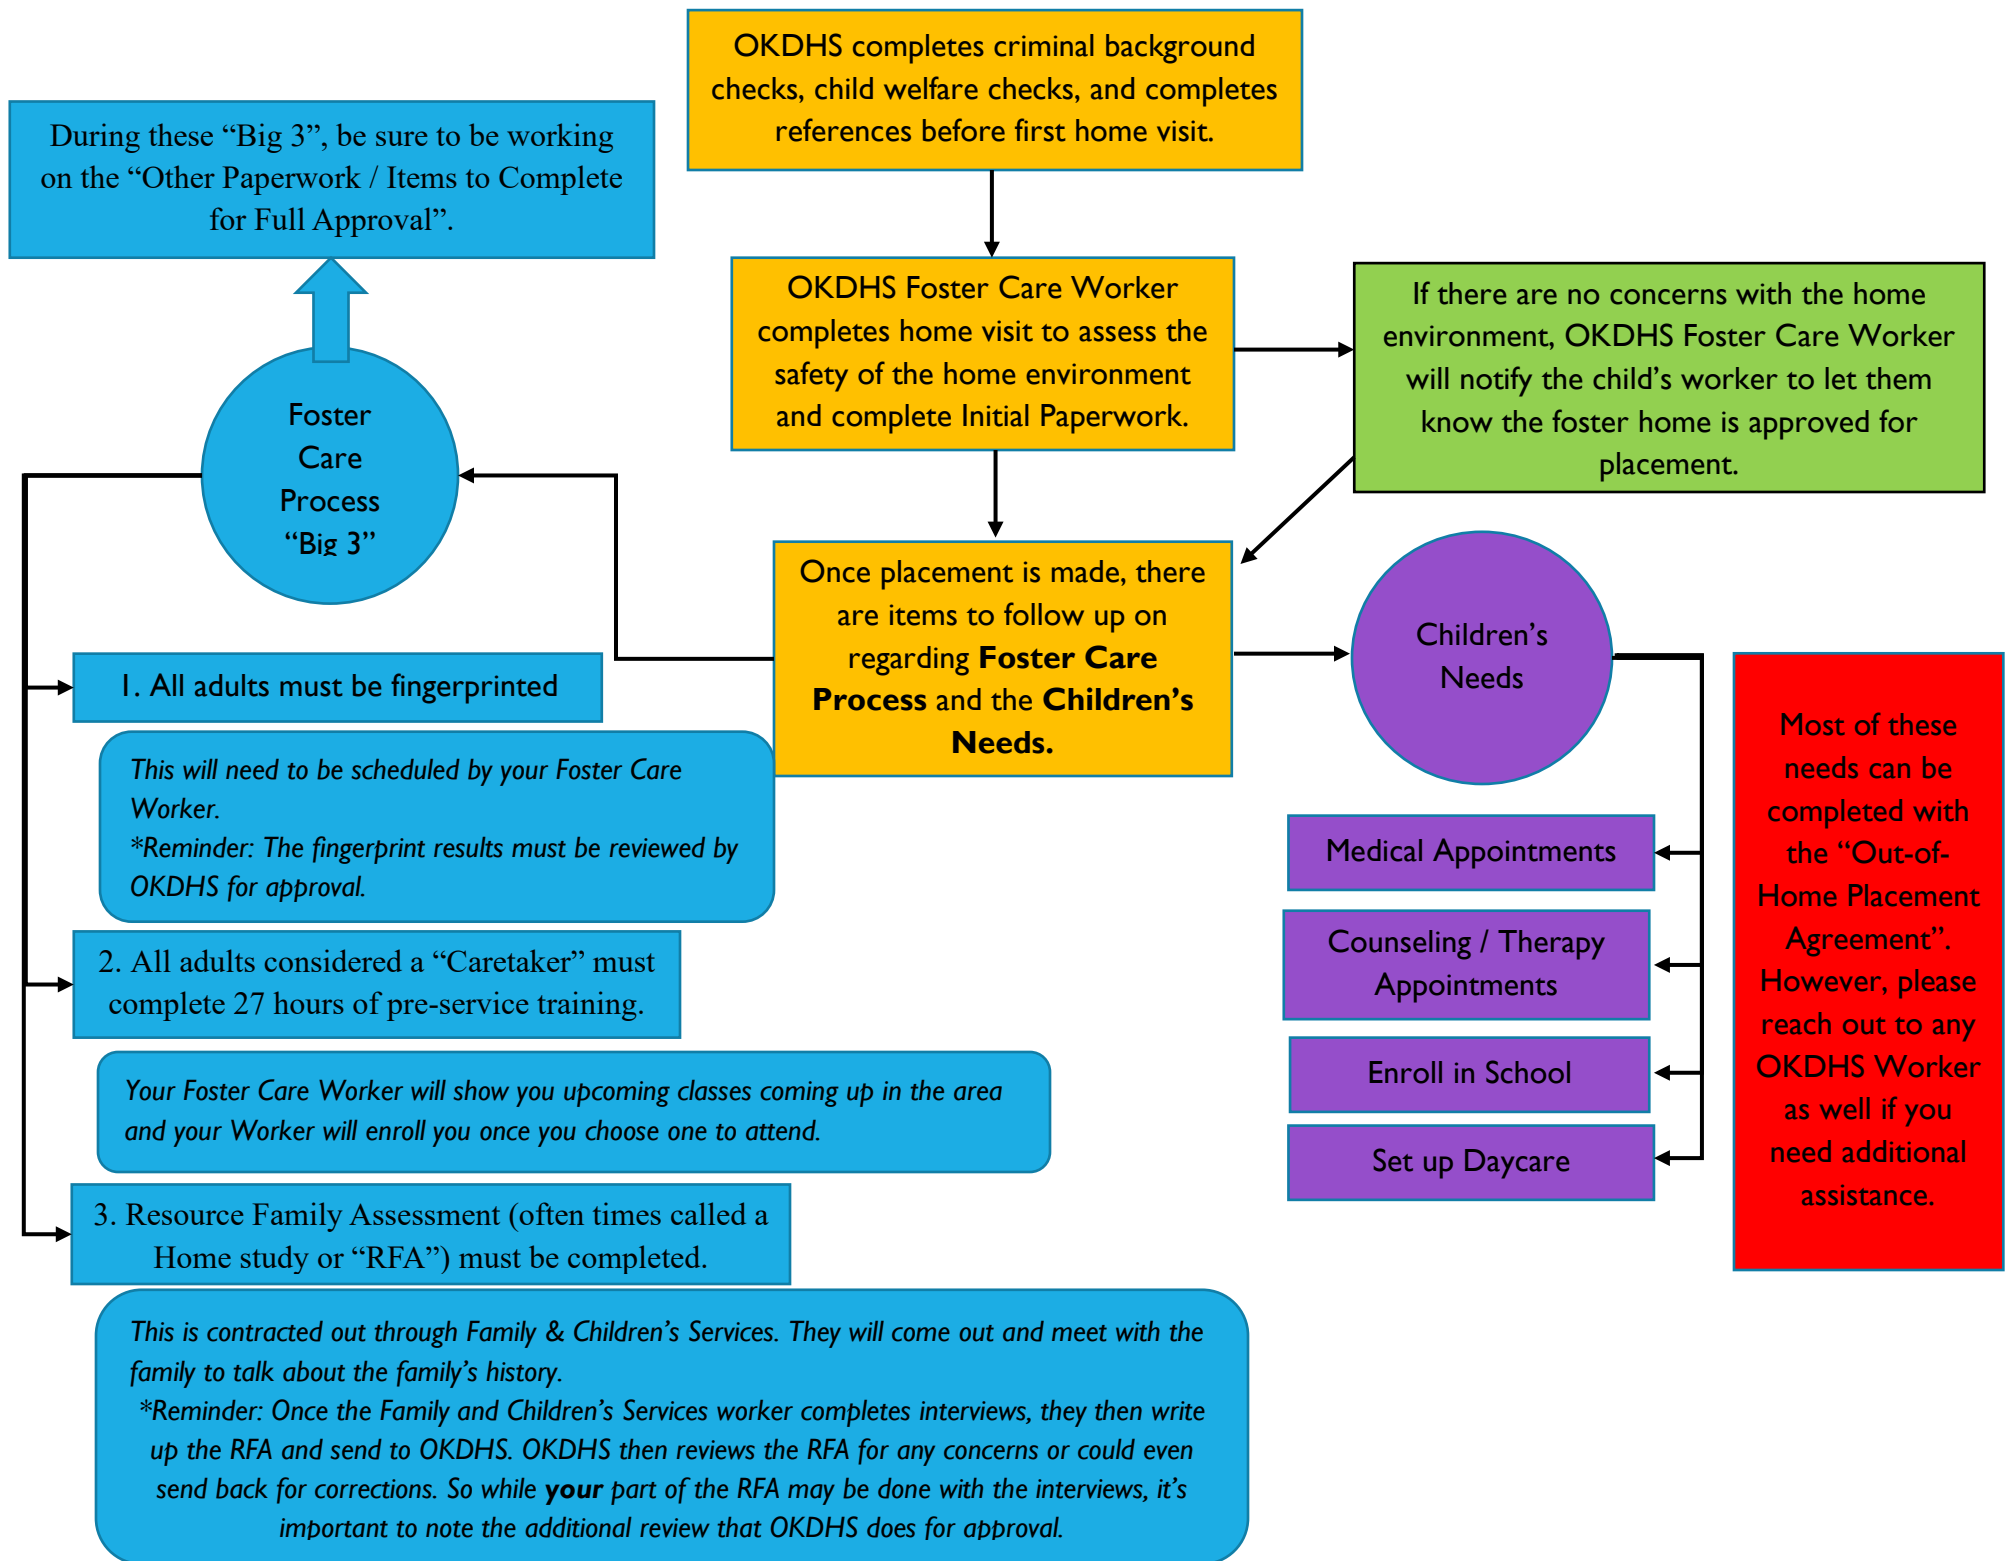 OKDHS completes criminal background
checks, child welfare checks, and completes
references before first home visit.
During these “Big 3”, be sure to be working
on the “Other Paperwork / Items to Complete
for Full Approval”.
OKDHS Foster Care Worker
completes home visit to assess the
safety of the home environment
and complete Initial Paperwork.
If there are no concerns with the home
environment, OKDHS Foster Care Worker
will notify the child’s worker to let them
know the foster home is approved for
placement.
Foster
Care
Process
“Big 3”
Once placement is made, there
are items to follow up on
regarding Foster Care
Process and the Children’s
Needs.
Children’s
Needs
1. All adults must be fingerprinted
This will need to be scheduled by your Foster Care
Worker.
*Reminder: The fingerprint results must be reviewed by
OKDHS for approval.
2. All adults considered a “Caretaker” must
complete 27 hours of pre-service training.
Your Foster Care Worker will show you upcoming classes coming up in the area
and your Worker will enroll you once you choose one to attend.
3. Resource Family Assessment (often times called a
Home study or “RFA”) must be completed.
This is contracted out through Family & Children’s Services. They will come out and meet with the
family to talk about the family’s history.
*Reminder: Once the Family and Children’s Services worker completes interviews, they then write
up the RFA and send to OKDHS. OKDHS then reviews the RFA for any concerns or could even
send back for corrections. So while your part of the RFA may be done with the interviews, it’s
important to note the additional review that OKDHS does for approval.
Medical Appointments
Counseling / Therapy
Appointments
Enroll in School
Set up Daycare
Most of these
needs can be
completed with
the “Out-of-
Home Placement
Agreement”.
However, please
reach out to any
OKDHS Worker
as well if you
need additional
assistance.